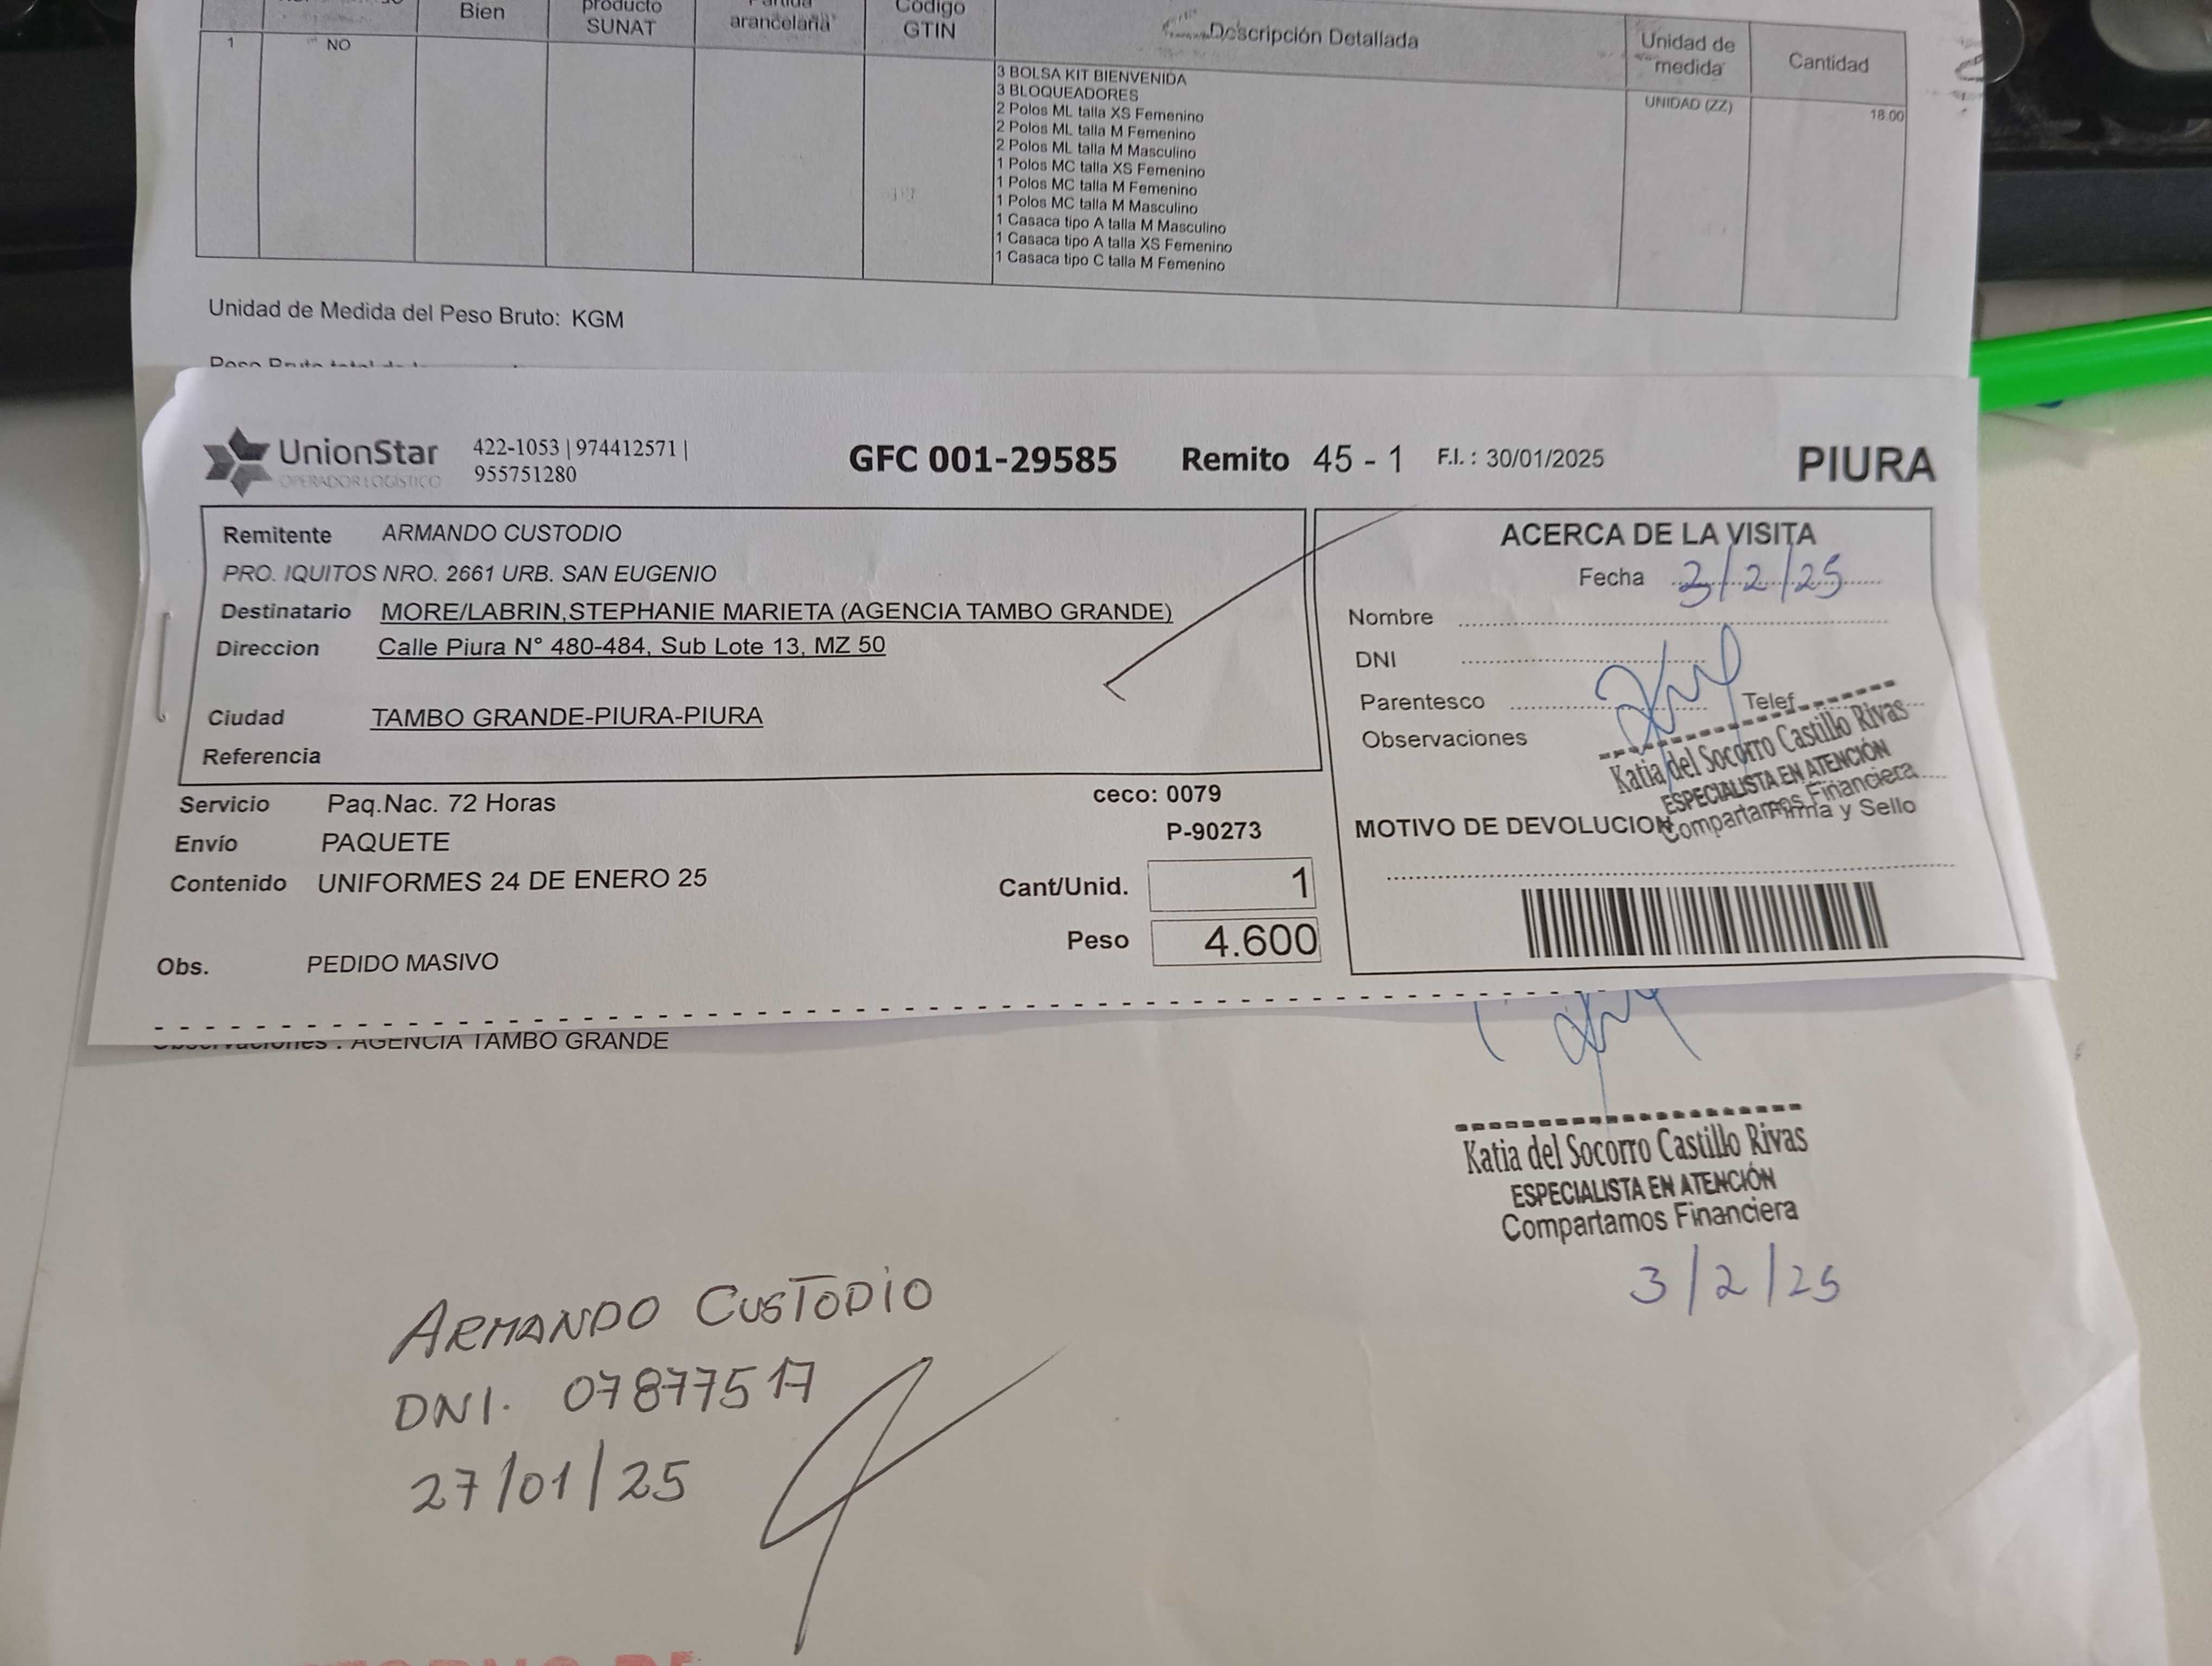 Bien
producto
SUNAT
Partida
arancelaria
Código
GTIN
Descripción Detallada
Unidad de
medida
Cantidad
1
NO
3 BOLSA KIT BIENVENIDA
3 BLOQUEADORES
2 Polos ML talla XS Femenino
2 Polos ML talla M Femenino
2 Polos ML talla M Masculino
1 Polos MC talla XS Femenino
1 Polos MC talla M Femenino
1 Polos MC talla M Masculino
1 Casaca tipo A talla M Masculino
1 Casaca tipo A talla XS Femenino
1 Casaca tipo C talla M Femenino
UNIDAD (ZZ)
18.00
Unidad de Medida del Peso Bruto: KGM
UnionStar
OPERADOR LOGISTICO
422-1053 | 974412571 |
955751280
GFC 001-29585
Remito 45 - 1
F.I. : 30/01/2025
PIURA
Remitente ARMANDO CUSTODIO
PRO. IQUITOS NRO. 2661 URB. SAN EUGENIO
Destinatario MORE/LABRIN,STEPHANIE MARIETA (AGENCIA TAMBO GRANDE)
Direccion Calle Piura N° 480-484, Sub Lote 13, MZ 50
Ciudad TAMBO GRANDE-PIURA-PIURA
Referencia
Servicio Paq.Nac. 72 Horas
Envío PAQUETE
Contenido UNIFORMES 24 DE ENERO 25
Obs. PEDIDO MASIVO
ceco: 0079
P-90273
Cant/Unid. 1
Peso 4.600
ACERCA DE LA VISITA
Fecha 3/2/25
Nombre
DNI
Parentesco
Telef.
Observaciones
Katia del Socorro Castillo Rivas
ESPECIALISTA EN ATENCIÓN
Compartamos Financiera
Firma y Sello
MOTIVO DE DEVOLUCION
Observaciones : AGENCIA TAMBO GRANDE
Katia del Socorro Castillo Rivas
ESPECIALISTA EN ATENCIÓN
Compartamos Financiera
3/2/25
ARMANDO CUSTODIO
DNI. 07877517
27/01/25